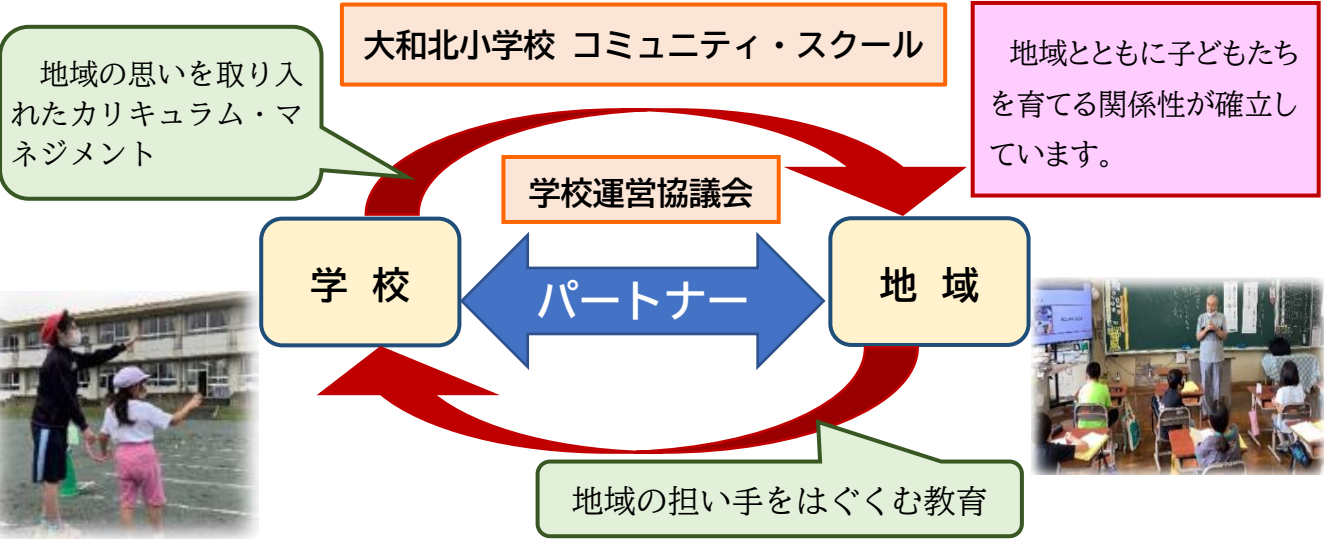 大和北小学校 コミュニティ・スクール
地域の思いを取り入
れたカリキュラム・マ
ネジメント
地域とともに子どもたち
を育てる関係性が確立し
ています。
学校運営協議会
学 校
パートナー
地 域
地域の担い手をはぐくむ教育